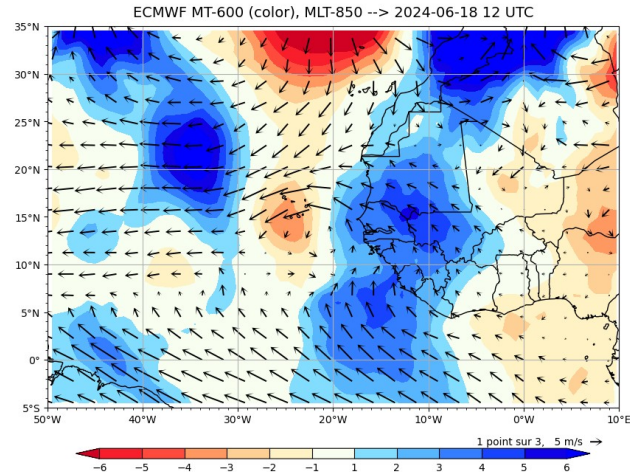 ECMWF MT-600 (color), MLT-850 --> 2024-06-18 12 UTC
35°N
30°N
25°N
20°N
15°N
10°N
5°N
0°
5°S
50°W 40°W 30°W 20°W 10°W 0°W 10°E
1 point sur 3, 5 m/s
−6 −5 −4 −3 −2 −1 1 2 3 4 5 6